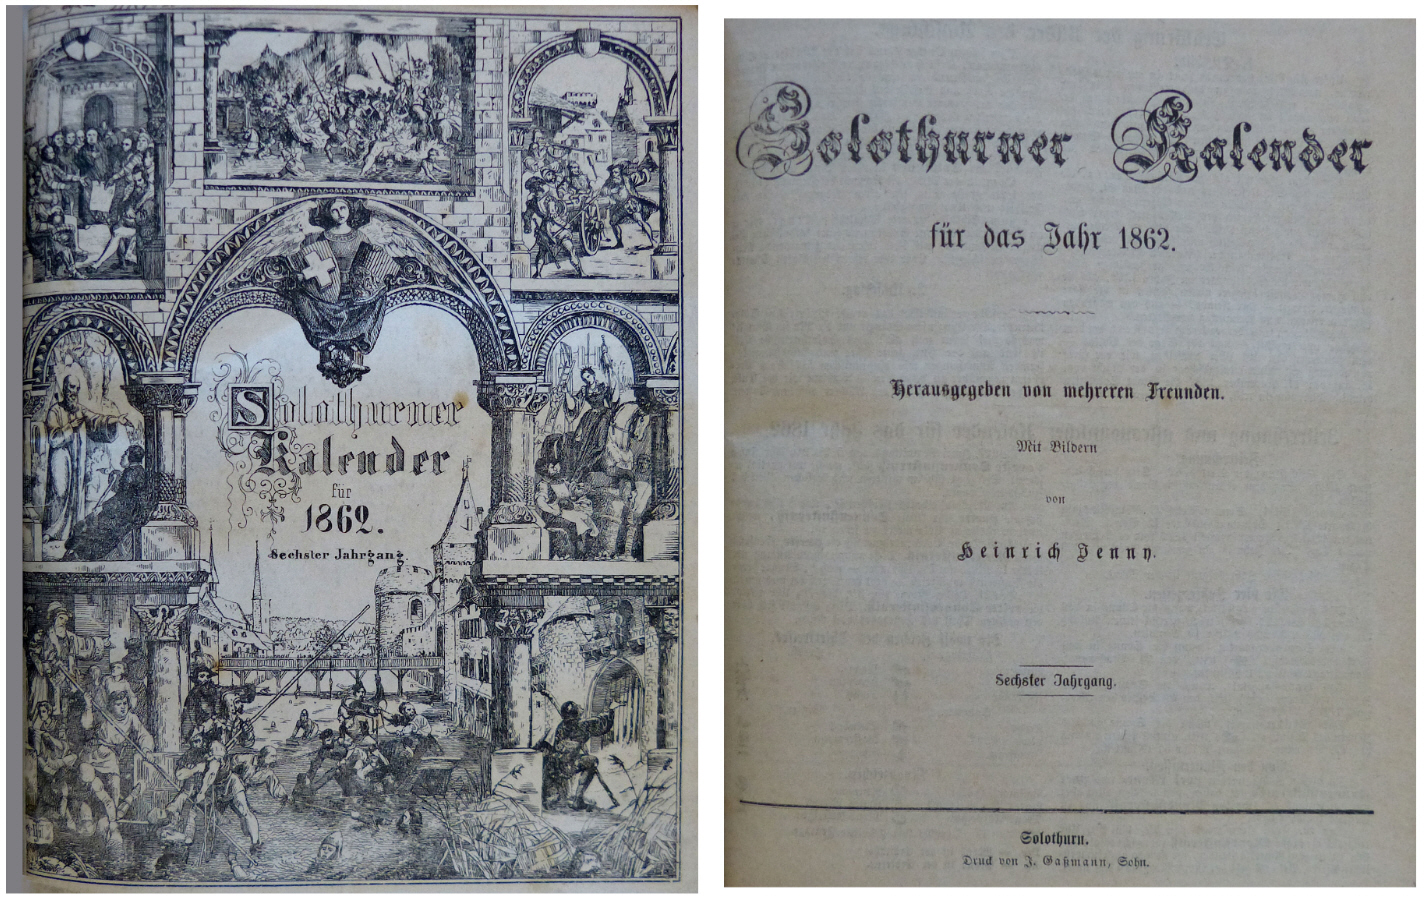 Solothurner
Kalender
für
1862.
Sechster Jahrgang.
Solothurner Kalender
für das Jahr 1862.
Herausgegeben von mehreren Freunden.
Mit Bildern
von
Heinrich Jenny.
Sechster Jahrgang.
Solothurn.
Druck von J. Gaßmann, Sohn.